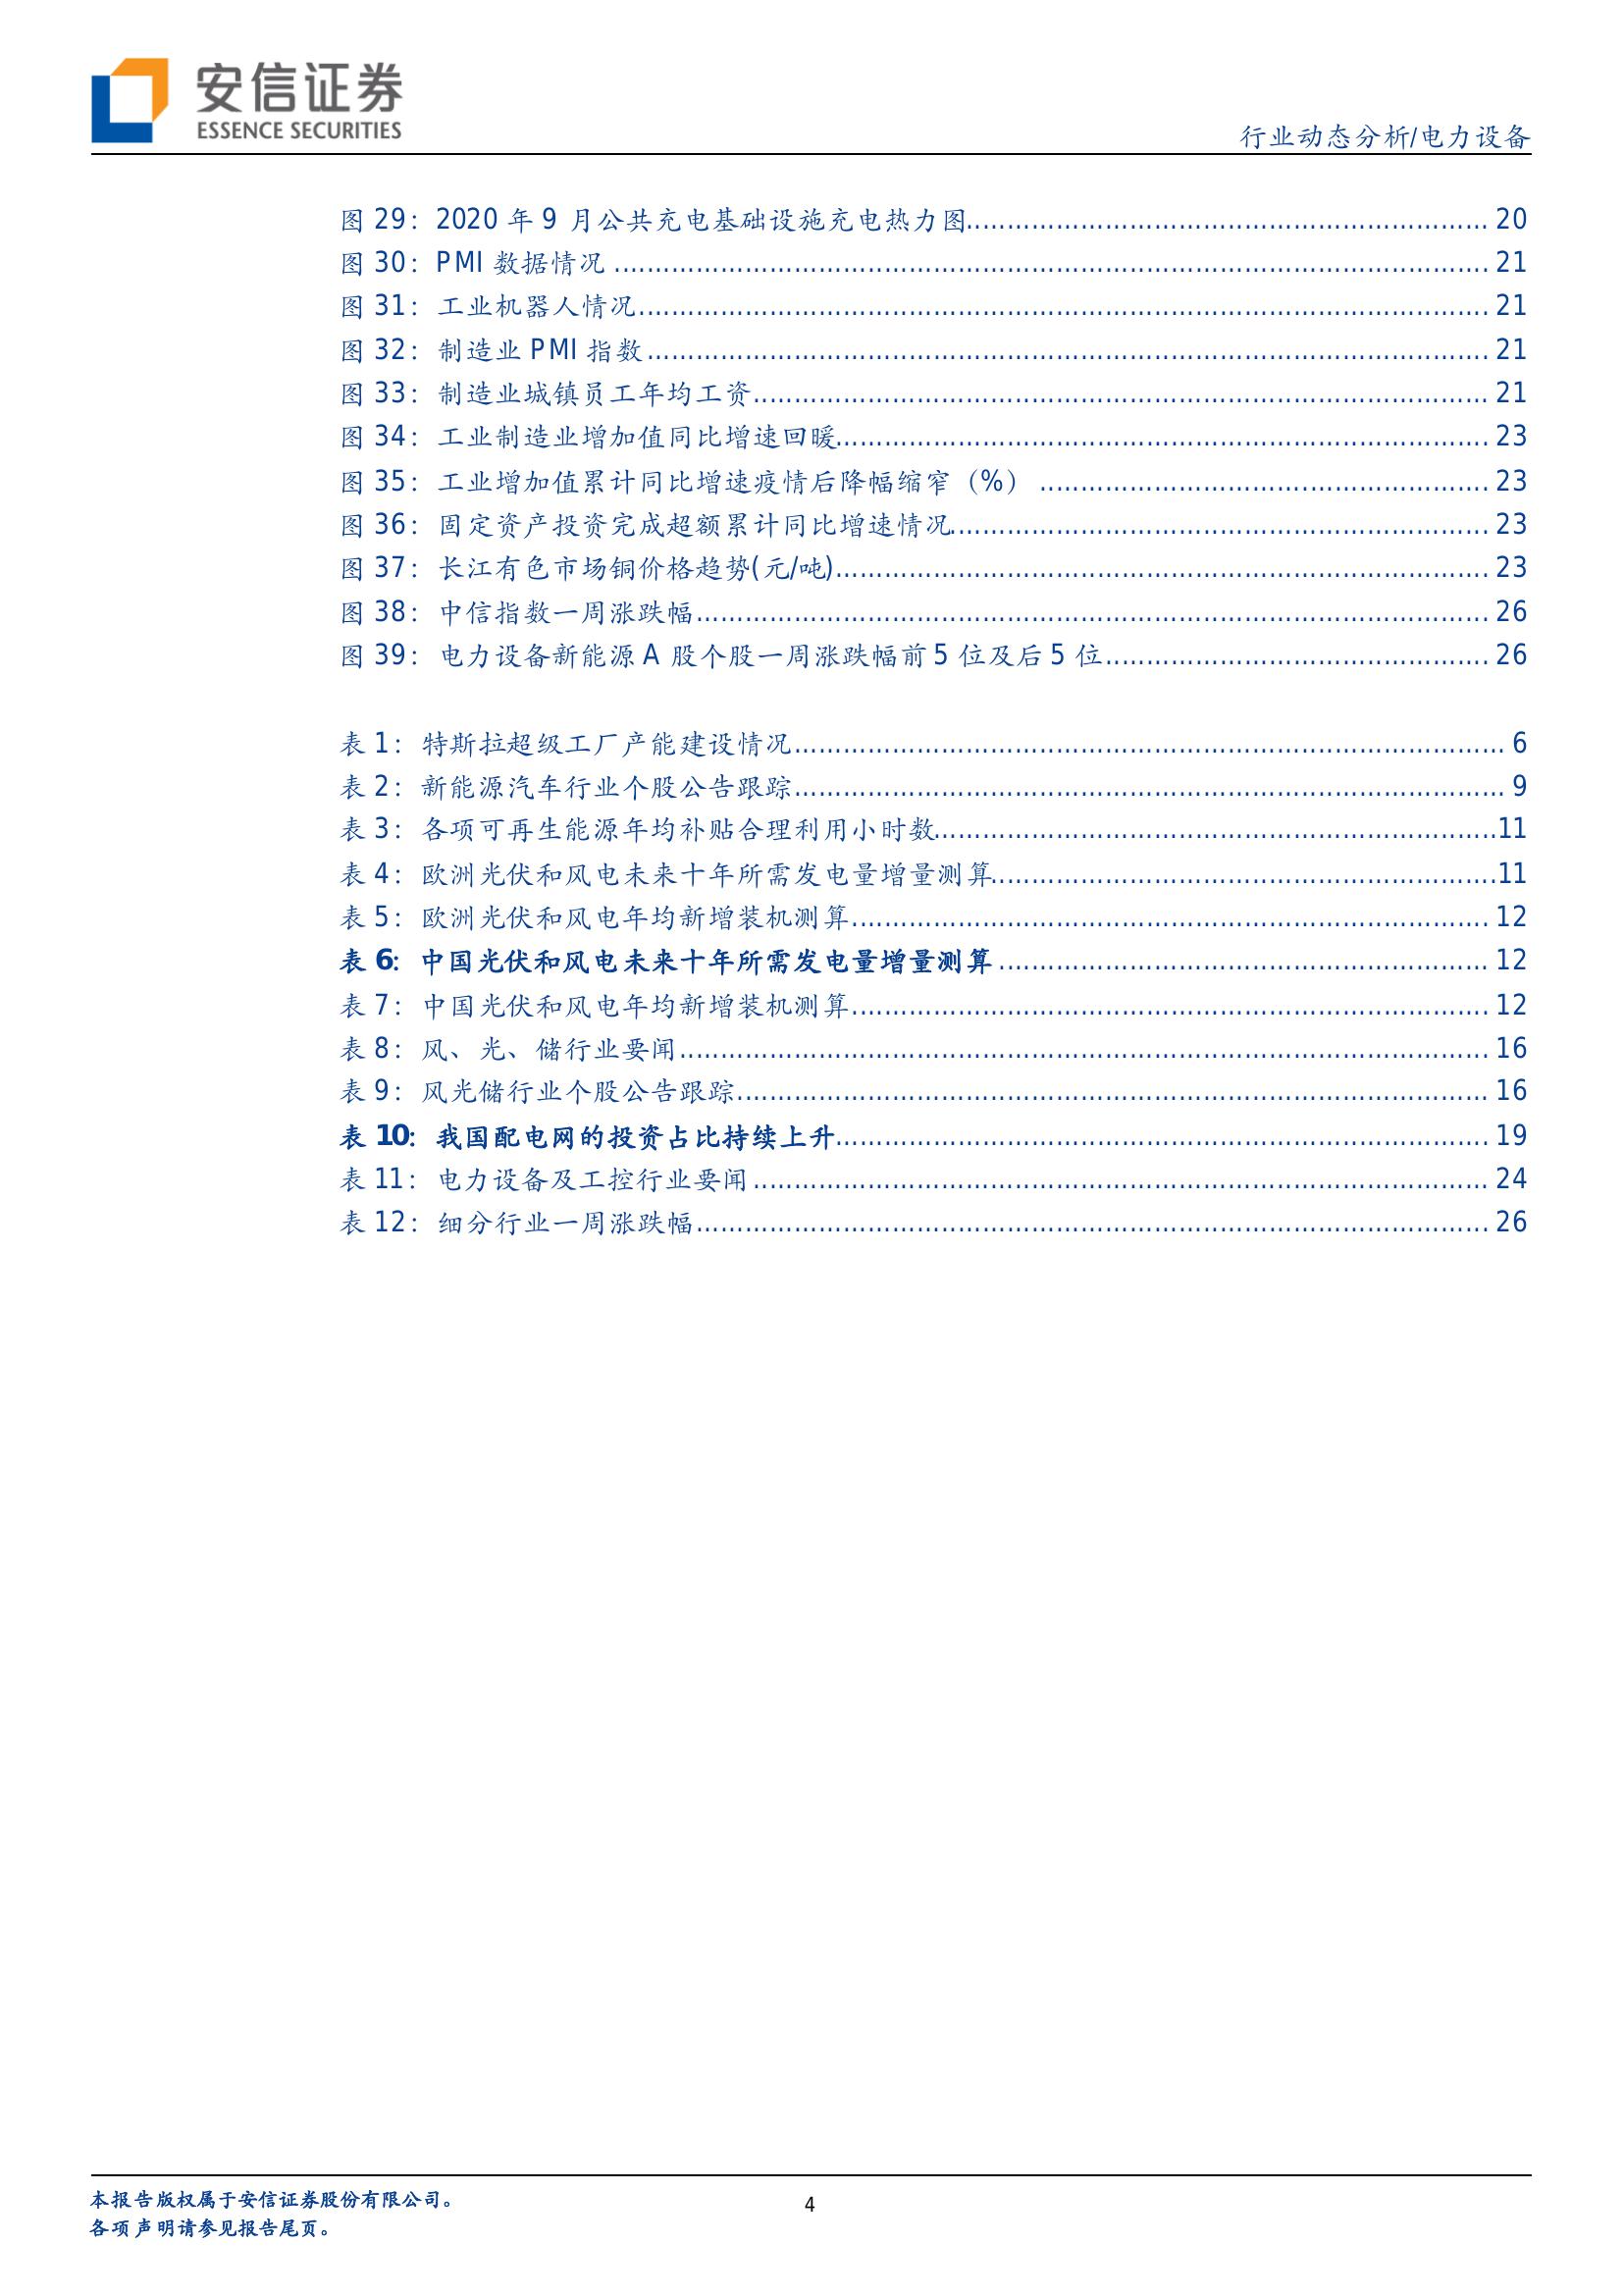 安信证券
ESSENCE SECURITIES
行业动态分析/电力设备
图 29：2020 年 9 月公共充电基础设施充电热力图 20
图 30：PMI 数据情况 21
图 31：工业机器人情况 21
图 32：制造业 PMI 指数 21
图 33：制造业城镇员工年均工资 21
图 34：工业制造业增加值同比增速回暖 23
图 35：工业增加值累计同比增速疫情后降幅缩窄（%） 23
图 36：固定资产投资完成超额累计同比增速情况 23
图 37：长江有色市场铜价格趋势(元/吨) 23
图 38：中信指数一周涨跌幅 26
图 39：电力设备新能源 A 股个股一周涨跌幅前 5 位及后 5 位 26
表 1：特斯拉超级工厂产能建设情况 6
表 2：新能源汽车行业个股公告跟踪 9
表 3：各项可再生能源年均补贴合理利用小时数 11
表 4：欧洲光伏和风电未来十年所需发电量增量测算 11
表 5：欧洲光伏和风电年均新增装机测算 12
表 6：中国光伏和风电未来十年所需发电量增量测算 12
表 7：中国光伏和风电年均新增装机测算 12
表 8：风、光、储行业要闻 16
表 9：风光储行业个股公告跟踪 16
表 10：我国配电网的投资占比持续上升 19
表 11：电力设备及工控行业要闻 24
表 12：细分行业一周涨跌幅 26
本报告版权属于安信证券股份有限公司。
4
各项声明请参见报告尾页。